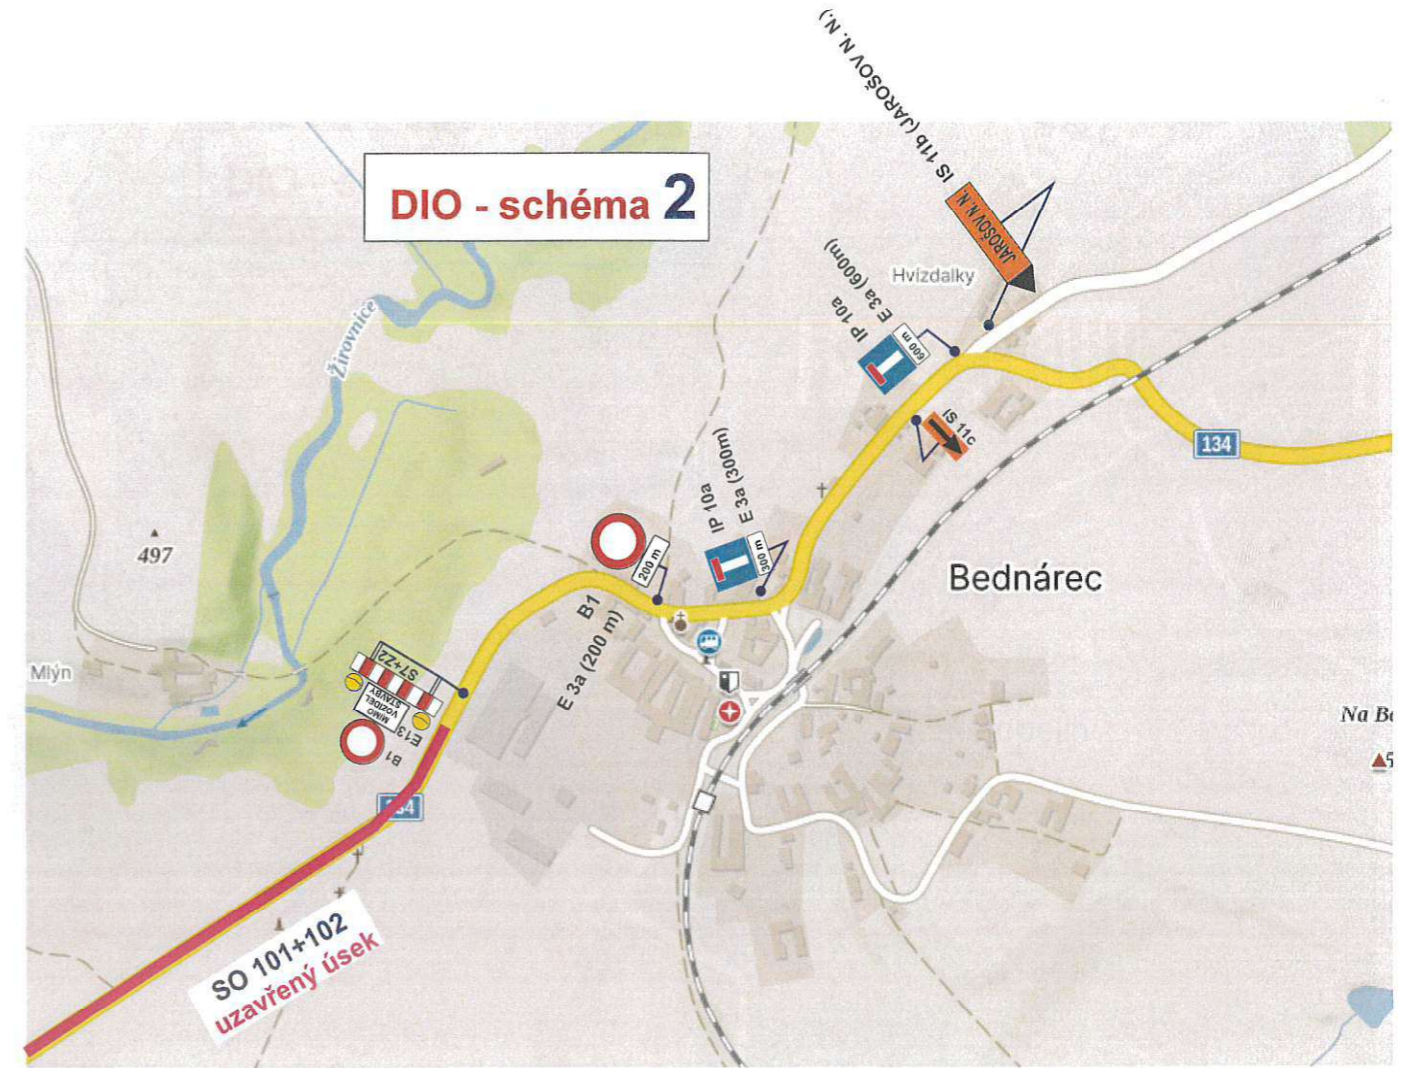 IS 11b (JAROŠOV N. N.)
DIO - schéma 2
JAROŠOV N. N.
Hvízdalky
E 3a (600m)
IP 10a
600 m
Žirovnice
IS 11c
134
E 3a (300m)
IP 10a
300 m
497
200 m
Bednárec
B1
E 3a (200 m)
Mlýn
S7+Z2
MIMO
VOZIDEL
STAVBY
E13
B1
Na Bo
134
SO 101+102
uzavřený úsek